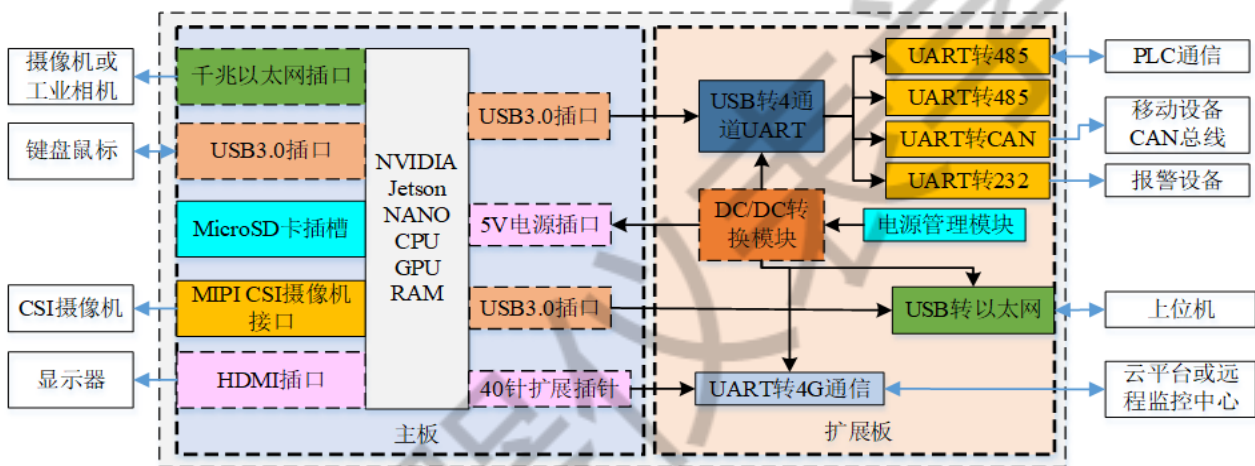 摄像机或
工业相机
键盘鼠标
CSI摄像机
显示器
千兆以太网插口
USB3.0插口
MicroSD卡插槽
MIPI CSI摄像机
接口
HDMI插口
NVIDIA
Jetson
NANO
CPU
GPU
RAM
USB3.0插口
5V电源插口
USB3.0插口
40针扩展插针
主板
USB转4通
道UART
DC/DC转
换模块
UART转485
UART转485
UART转CAN
UART转232
电源管理模块
USB转以太网
UART转4G通信
扩展板
PLC通信
移动设备
CAN总线
报警设备
上位机
云平台或远
程监控中心